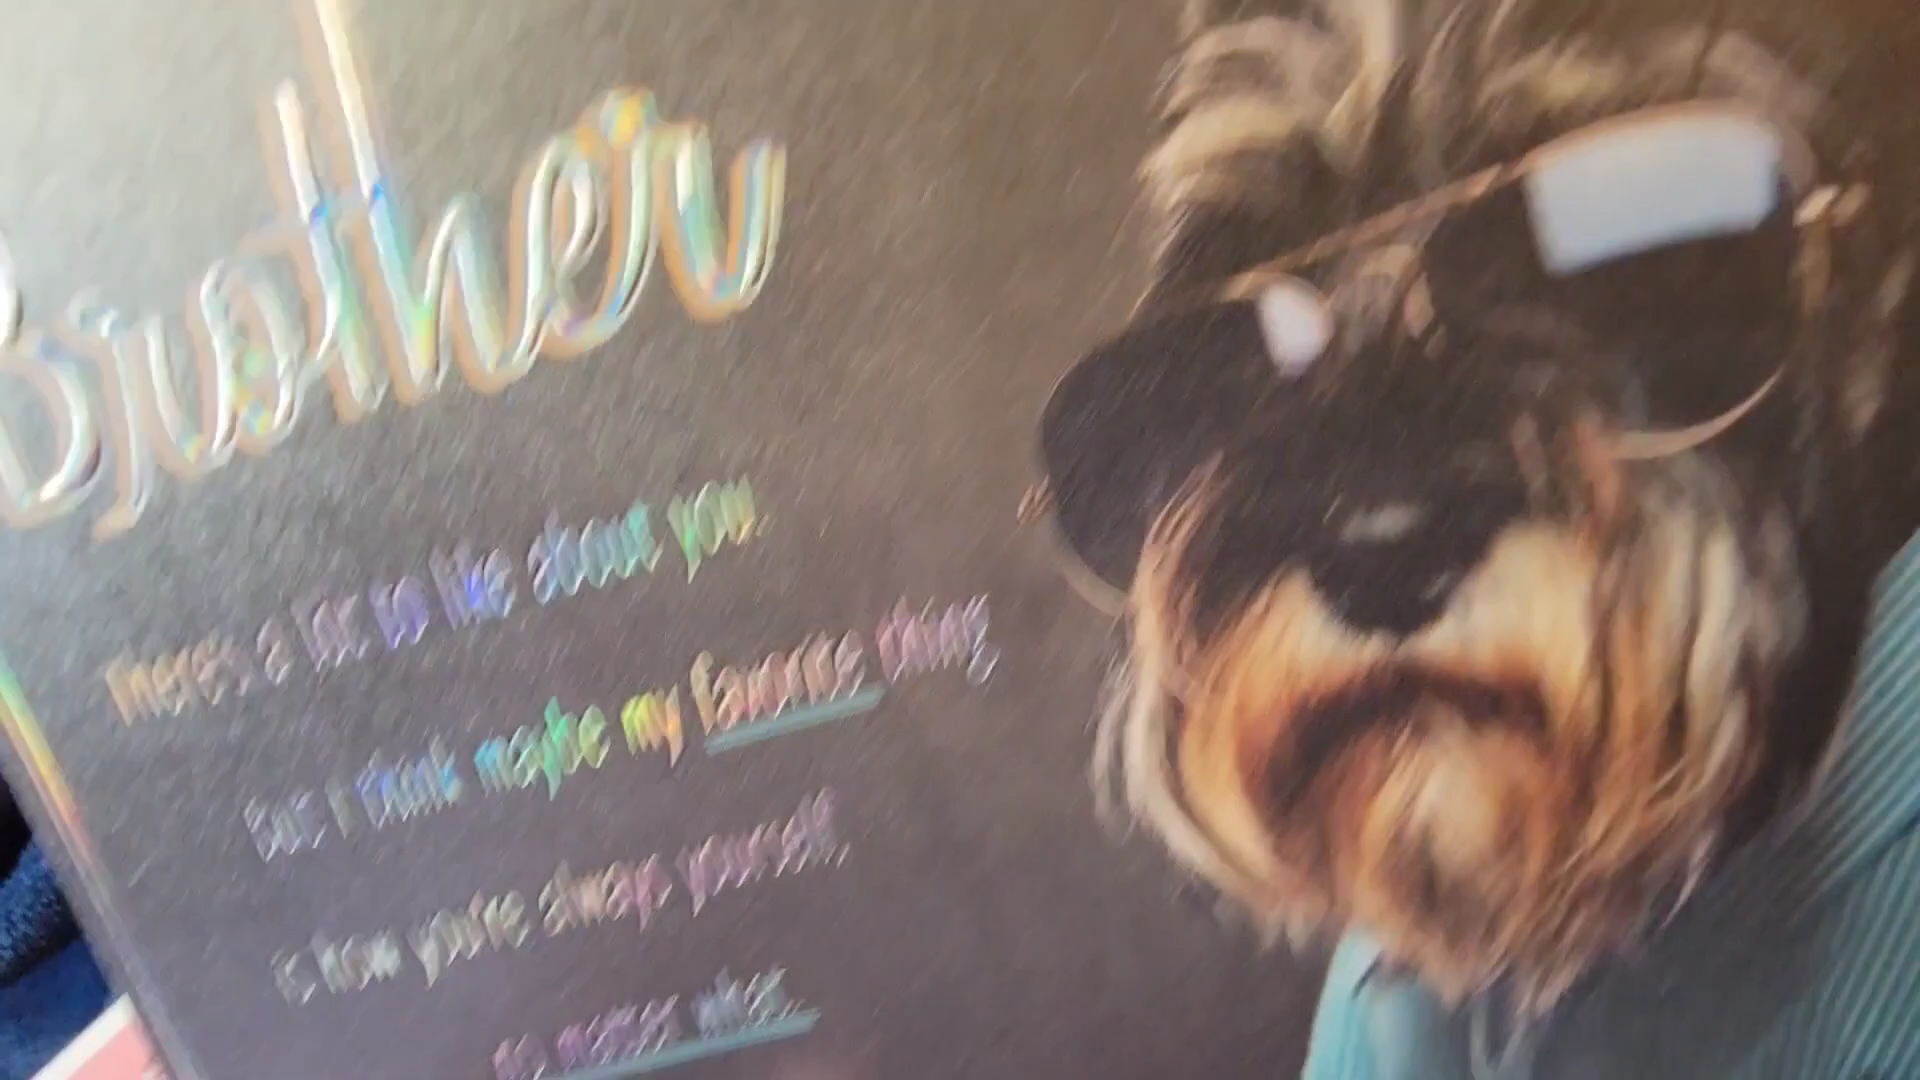 brother
There's a lot to like about you.
But I think maybe my favorite thing
is how you're always yourself,
no matter what.